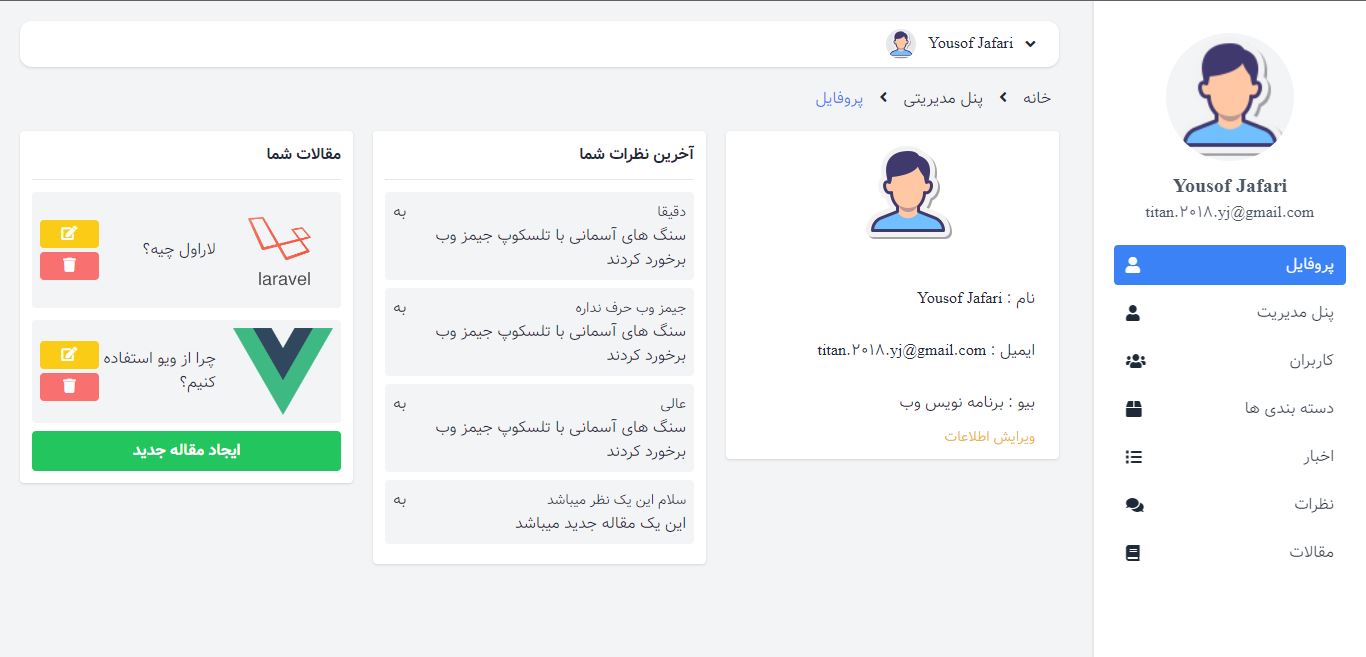 Yousof Jafari
titan.۲۰۱۸.yj@gmail.com
پروفایل
پنل مدیریت
کاربران
دسته بندی ها
اخبار
نظرات
مقالات
Yousof Jafari
خانه
پنل مدیریتی
پروفایل
نام : Yousof Jafari
ایمیل : titan.۲۰۱۸.yj@gmail.com
بیو : برنامه نویس وب
ویرایش اطلاعات
آخرین نظرات شما
دقیقا به
سنگ های آسمانی با تلسکوپ جیمز وب
برخورد کردند
جیمز وب حرف نداره به
سنگ های آسمانی با تلسکوپ جیمز وب
برخورد کردند
عالی به
سنگ های آسمانی با تلسکوپ جیمز وب
برخورد کردند
سلام این یک نظر میباشد به
این یک مقاله جدید میباشد
مقالات شما
laravel
لاراول چیه؟
چرا از ویو استفاده
کنیم؟
ایجاد مقاله جدید